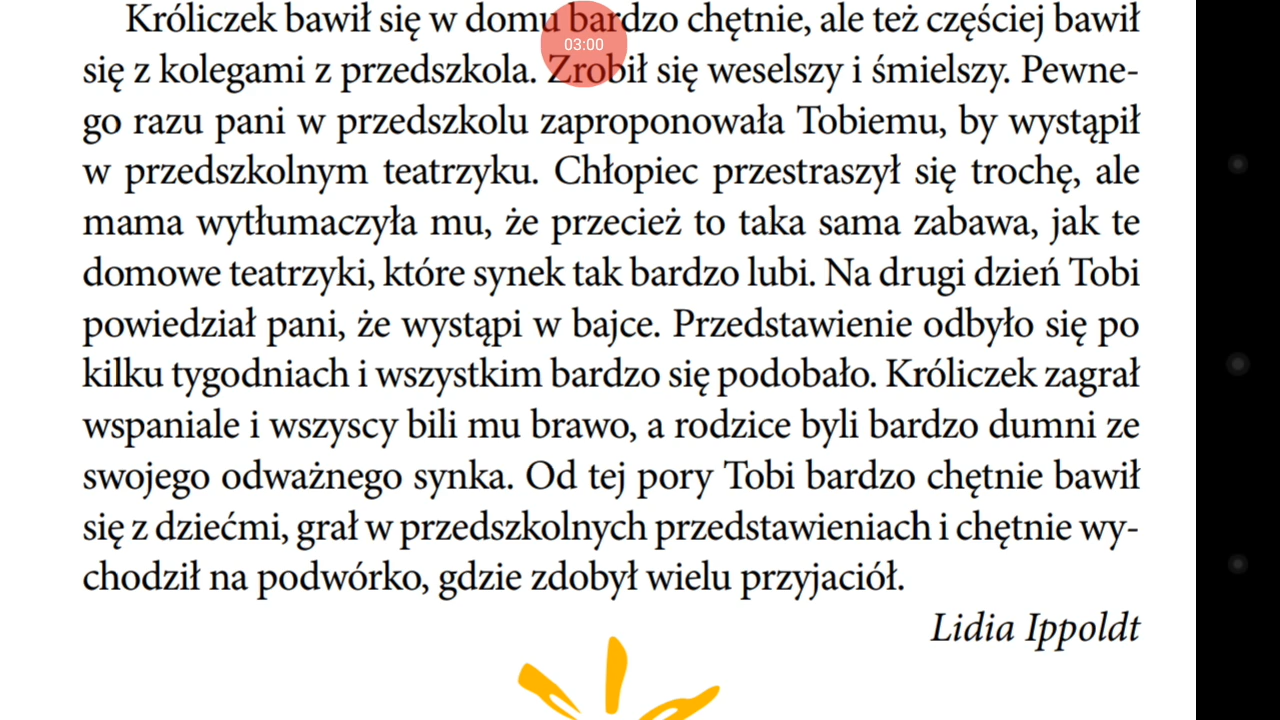 Króliczek bawił się w domu bardzo chętnie, ale też częściej bawił
się z kolegami z przedszkola. Zrobił się weselszy i śmielszy. Pewne-
go razu pani w przedszkolu zaproponowała Tobiemu, by wystąpił
w przedszkolnym teatrzyku. Chłopiec przestraszył się trochę, ale
mama wytłumaczyła mu, że przecież to taka sama zabawa, jak te
domowe teatrzyki, które synek tak bardzo lubi. Na drugi dzień Tobi
powiedział pani, że wystąpi w bajce. Przedstawienie odbyło się po
kilku tygodniach i wszystkim bardzo się podobało. Króliczek zagrał
wspaniale i wszyscy bili mu brawo, a rodzice byli bardzo dumni ze
swojego odważnego synka. Od tej pory Tobi bardzo chętnie bawił
się z dziećmi, grał w przedszkolnych przedstawieniach i chętnie wy-
chodził na podwórko, gdzie zdobył wielu przyjaciół.
Lidia Ippoldt
03:00